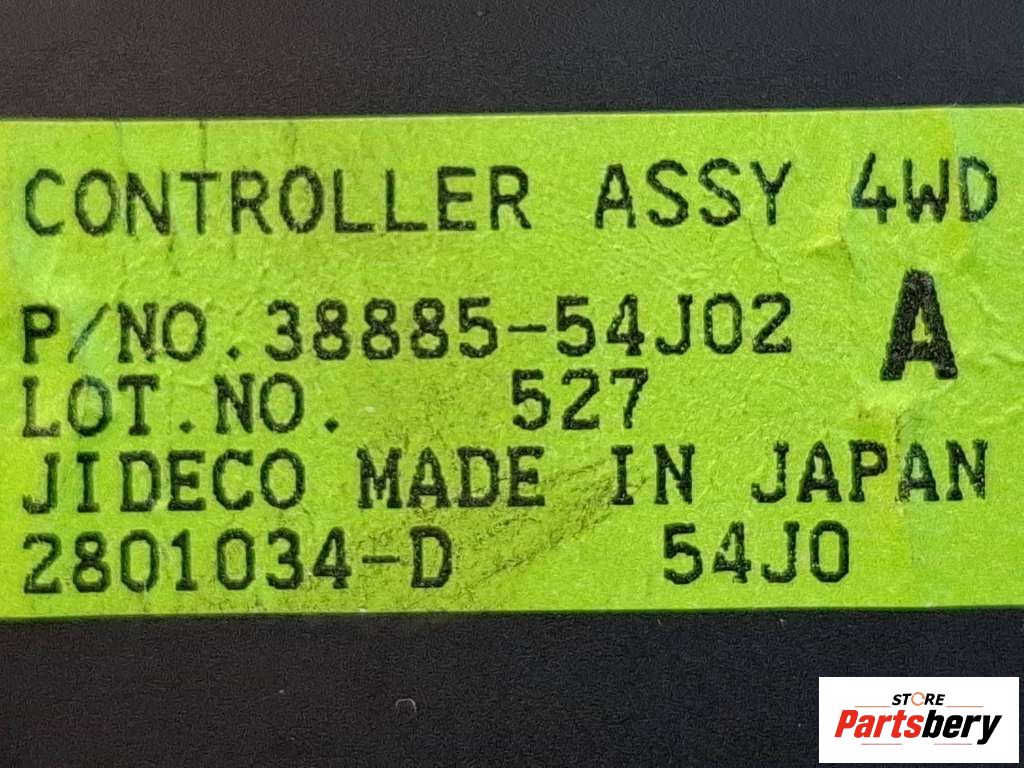 CONTROLLER ASSY 4WD
P/NO.38885-54J02 A
LOT.NO. 527
JIDECO MADE IN JAPAN
2801034-D 54J0
STORE
Partsbery